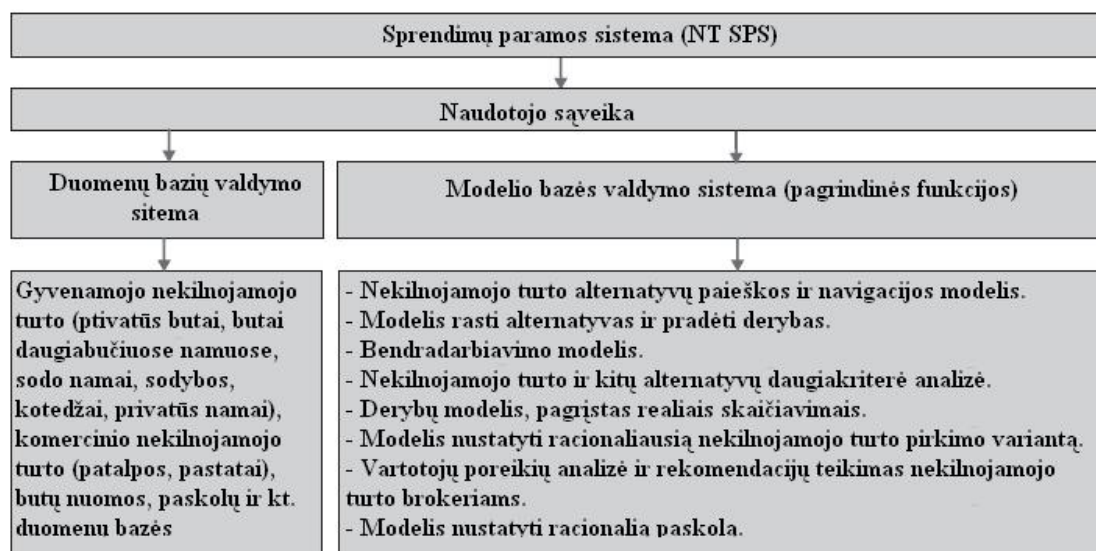 Sprendimų paramos sistema (NT SPS)
Naudotojo sąveika
Duomenų bazių valdymo
sitema
Modelio bazės valdymo sistema (pagrindinės funkcijos)
Gyvenamojo nekilnojamojo
turto (ptivatūs butai, butai
daugiabučiuose namuose,
sodo namai, sodybos,
kotedžai, privatūs namai),
komercinio nekilnojamojo
turto (patalpos, pastatai),
butų nuomos, paskolų ir kt.
duomenu bazės
- Nekilnojamojo turto alternatyvų paieškos ir navigacijos modelis.
- Modelis rasti alternatyvas ir pradėti derybas.
- Bendradarbiavimo modelis.
- Nekilnojamojo turto ir kitų alternatyvų daugiakriterė analizė.
- Derybų modelis, pagrįstas realiais skaičiavimais.
- Modelis nustatyti racionaliausią nekilnojamojo turto pirkimo variantą.
- Vartotojų poreikių analizė ir rekomendacijų teikimas nekilnojamojo
turto brokeriams.
- Modelis nustatyti racionalia paskola.